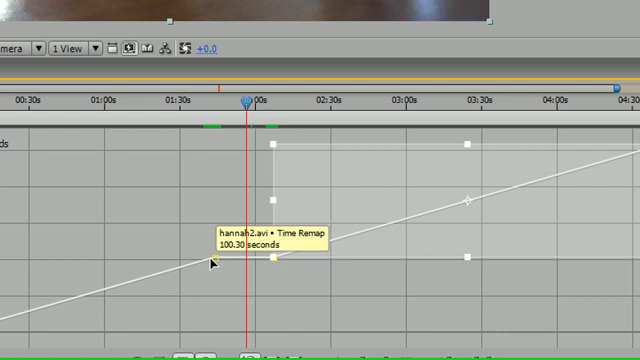 mera 1 View +0.0
00:30s 01:00s 01:30s :00s 02:30s 03:00s 03:30s 04:00s 04:30s
ds
hannah2.avi • Time Remap
100.30 seconds